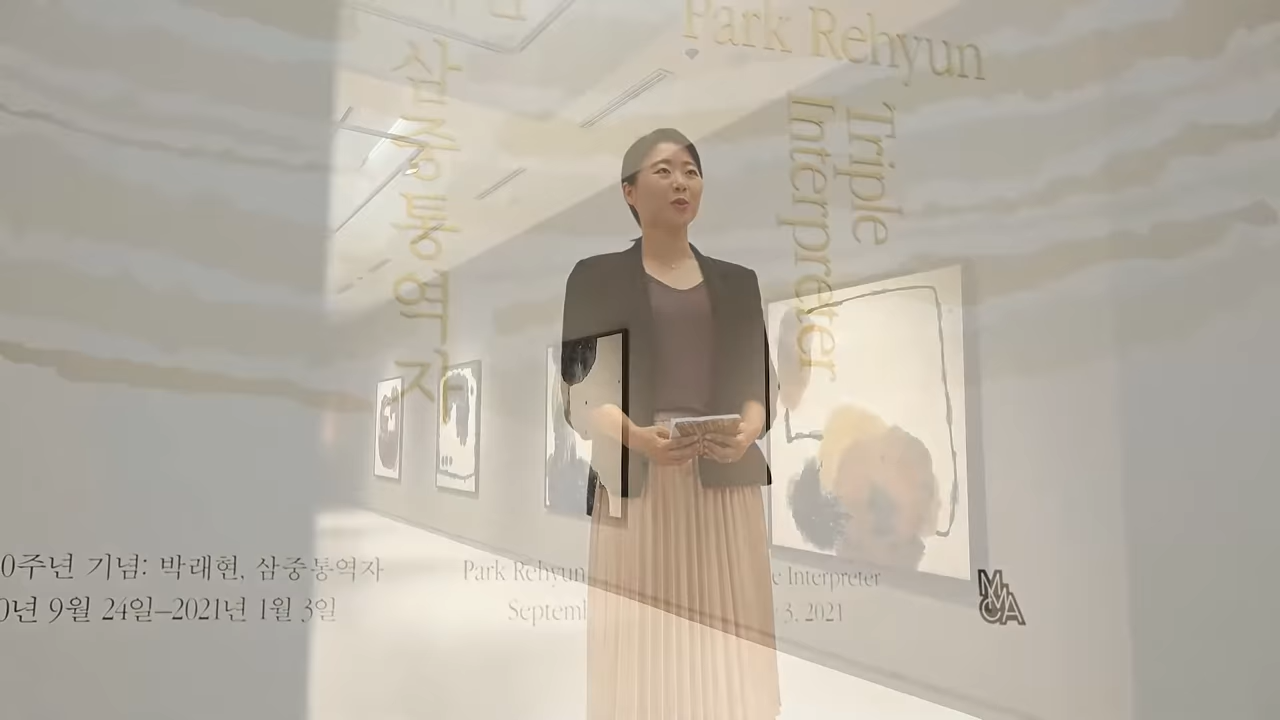 삼중통역자
Park Rehyun
Triple
Interpreter
0주년 기념: 박래현, 삼중통역자
0년 9월 24일–2021년 1월 3일
Park Rehyun
e Interpreter
Septemb
3, 2021
MMCA